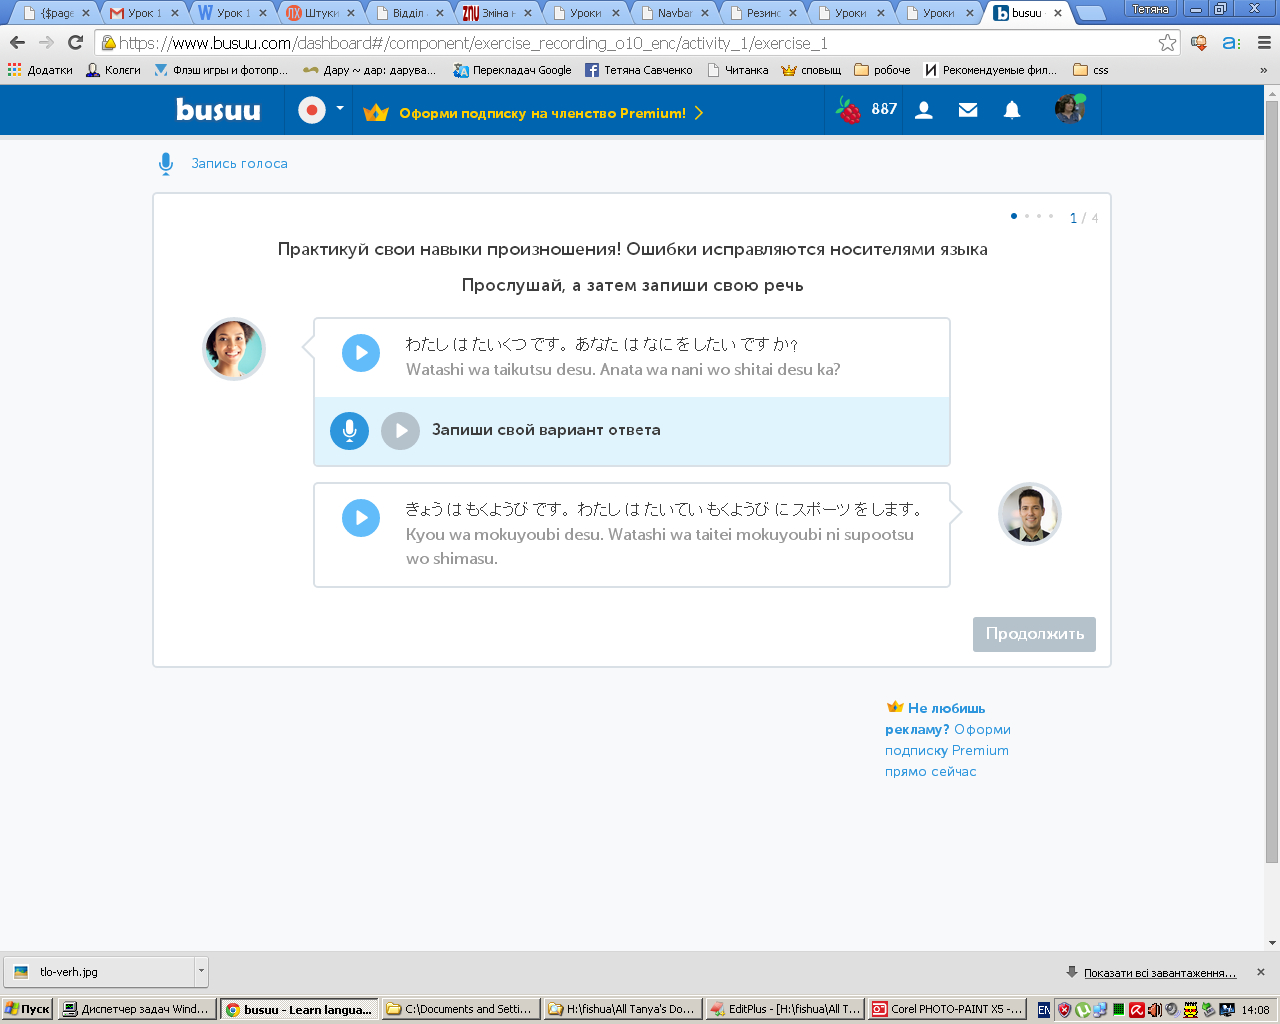 {$page
Урок 1
Урок 1
Штуки
Відділ
Зміна н
Уроки
Navbar
Резинс
Уроки
Уроки
busuu
Тетяна
https://www.busuu.com/dashboard#/component/exercise_recording_o10_enc/activity_1/exercise_1
Додатки
Колеги
Флэш игры и фотопр...
Дару ~ дар: дарува...
Перекладач Google
Тетяна Савченко
Читанка
сповыщ
робоче
Рекомендуемые фил...
css
»
busuu
Оформи подписку на членство Premium!
887
Запись голоса
1 / 4
Практикуй свои навыки произношения! Ошибки исправляются носителями языка
Прослушай, а затем запиши свою речь
わたし は たいくつ です。 あなた は なに を したい です か?
Watashi wa taikutsu desu. Anata wa nani wo shitai desu ka?
Запиши свой вариант ответа
きょう は もくようび です。 わたし は たいてい もくようび に スポーツ を します。
Kyou wa mokuyoubi desu. Watashi wa taitei mokuyoubi ni supootsu
wo shimasu.
Продолжить
Не любишь
рекламу? Оформи
подписку Premium
прямо сейчас
tlo-verh.jpg
Показати всі завантаження...
Пуск
Диспетчер задач Wind...
busuu - Learn langua...
C:\Documents and Setti...
H:\fishua\All Tanya's Do...
EditPlus - [H:\fishua\All T...
Corel PHOTO-PAINT X5 - ...
EN
14:08